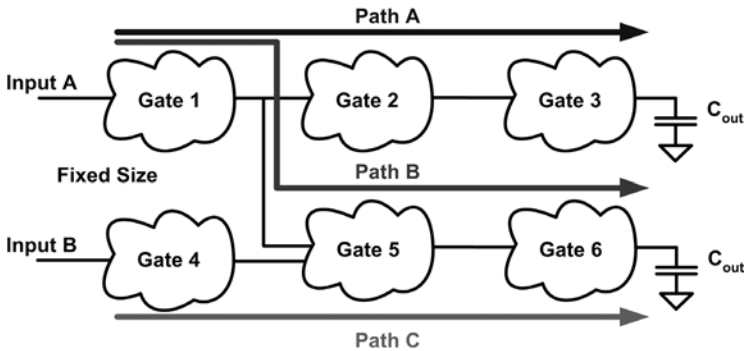 Path A
Input A
Gate 1
Gate 2
Gate 3
Cout
Fixed Size
Path B
Input B
Gate 4
Gate 5
Gate 6
Cout
Path C